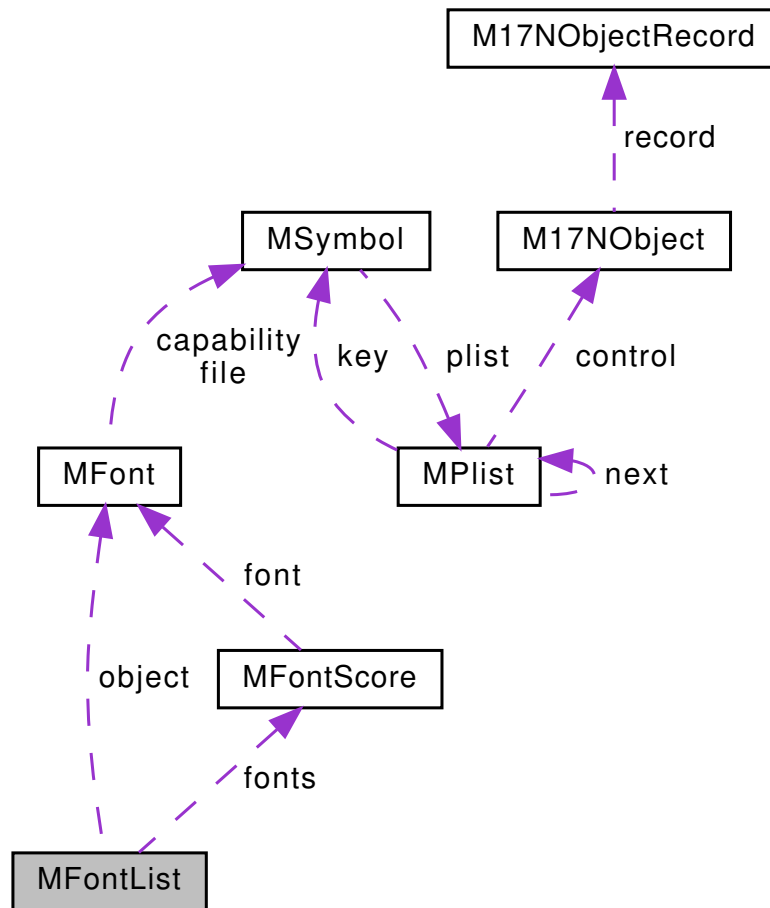 M17NObjectRecord
record
MSymbol
M17NObject
capability
file
key
plist
control
MFont
MPlist
next
font
object
MFontScore
fonts
MFontList